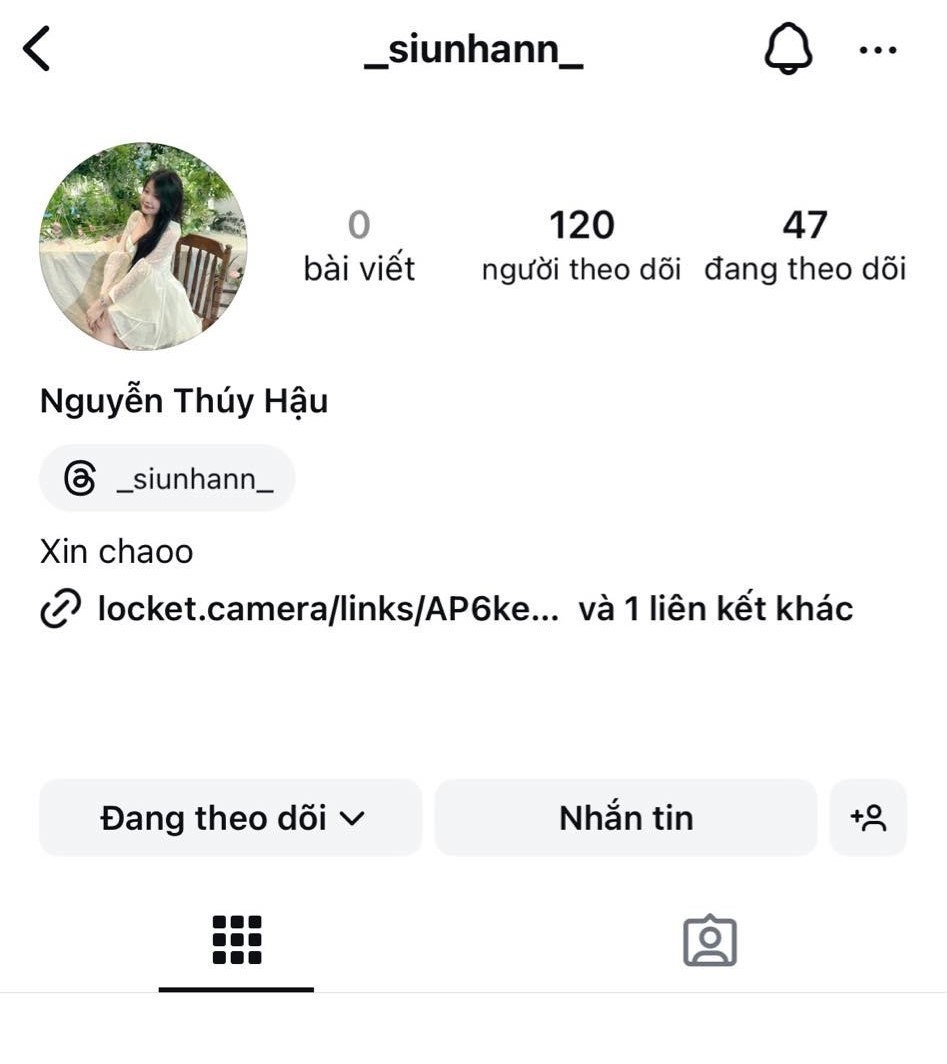 _siunhann_
0
120
47
bài viết
người theo dõi
đang theo dõi
Nguyễn Thúy Hậu
_siunhann_
Xin chaoo
locket.camera/links/AP6ke... và 1 liên kết khác
Đang theo dõi
Nhắn tin